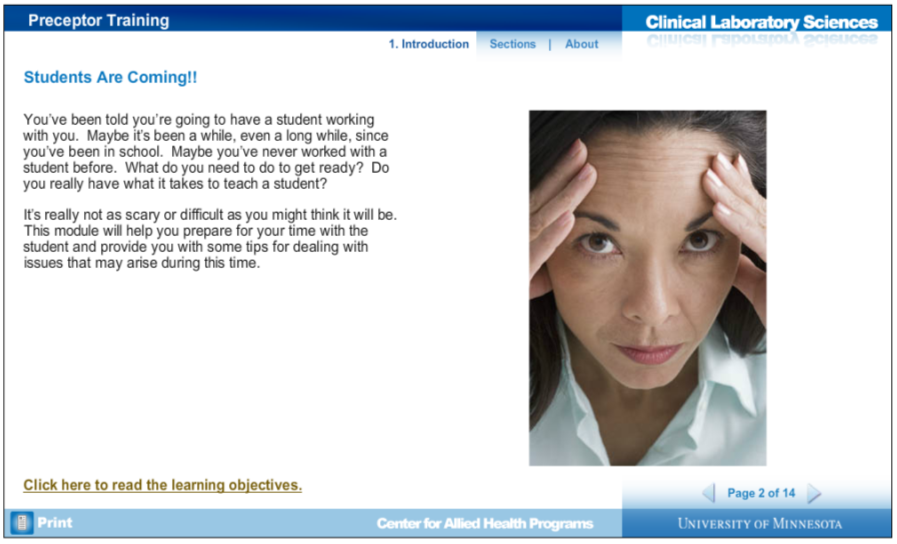 Preceptor Training
Clinical Laboratory Sciences
1. Introduction Sections | About
Students Are Coming!!
You've been told you're going to have a student working
with you. Maybe it's been a while, even a long while, since
you've been in school. Maybe you've never worked with a
student before. What do you need to do to get ready? Do
you really have what it takes to teach a student?
It's really not as scary or difficult as you might think it will be.
This module will help you prepare for your time with the
student and provide you with some tips for dealing with
issues that may arise during this time.
Click here to read the learning objectives.
Page 2 of 14
Print
Center for Allied Health Programs
UNIVERSITY OF MINNESOTA